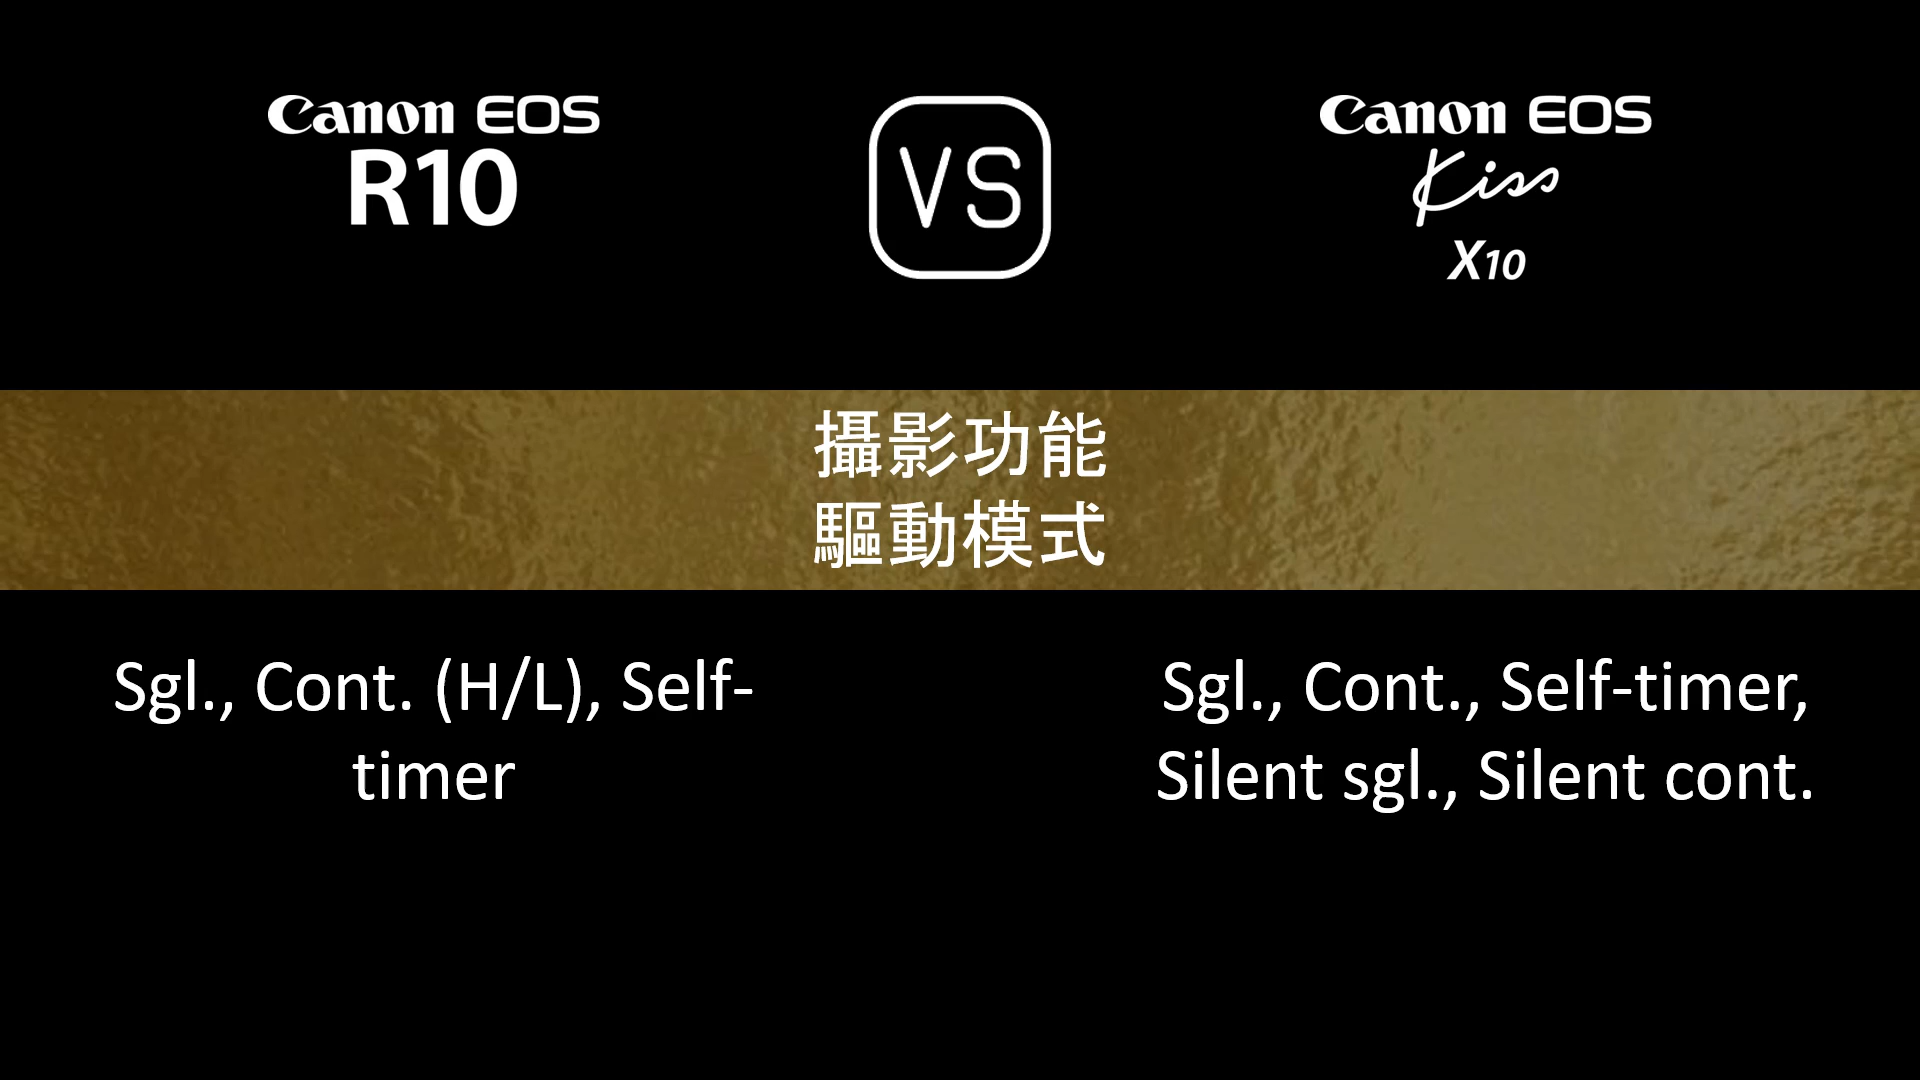 Canon EOS
R10
VS
Canon EOS
Kiss
X10
攝影功能
驅動模式
Sgl., Cont. (H/L), Self-
timer
Sgl., Cont., Self-timer,
Silent sgl., Silent cont.